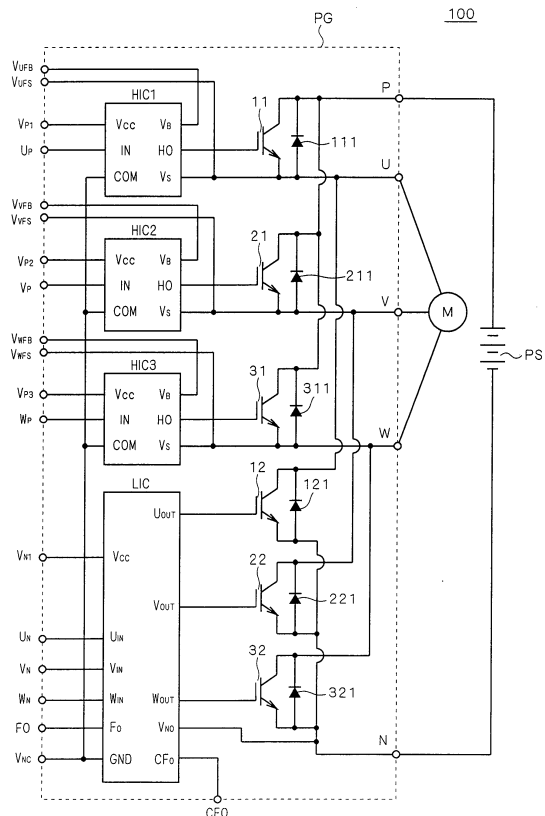 100
PG
VUFB
VUFS
HIC1
11
P
VP1
VCC
VB
111
UP
IN
HO
U
COM
VS
VVFB
VVFS
HIC2
21
VP2
VCC
VB
211
VP
IN
HO
V
COM
VS
M
VWFB
VWFS
HIC3
31
PS
VP3
VCC
VB
311
WP
IN
HO
W
COM
VS
LIC
12
UOUT
121
VN1
VCC
22
VOUT
221
UN
UIN
VN
VIN
32
WN
WIN
WOUT
321
FO
FO
VNO
N
VNC
GND
CFO
CFO